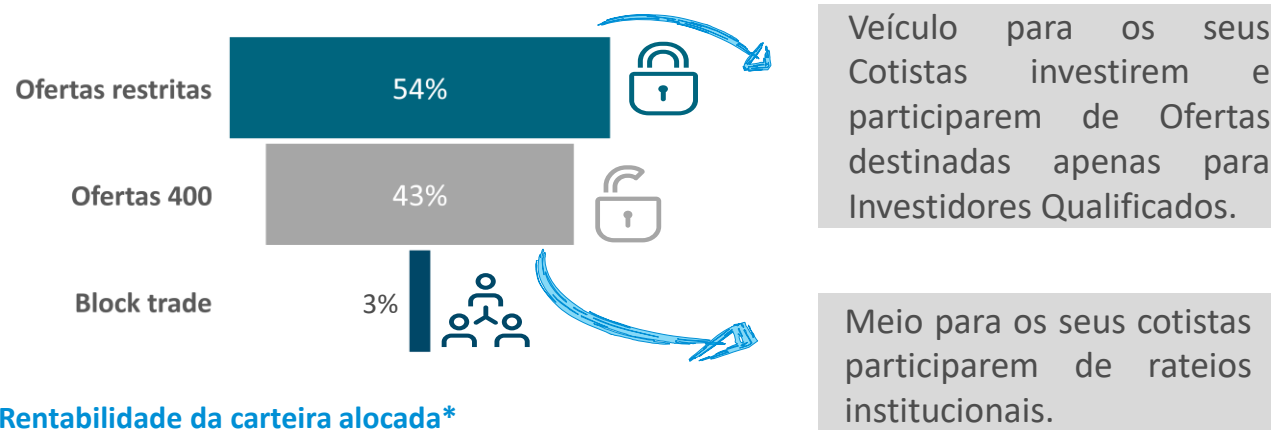 Ofertas restritas
54%
Veículo para os seus
Cotistas investirem e
participarem de Ofertas
destinadas apenas para
Investidores Qualificados.
Ofertas 400
43%
Block trade
3%
Meio para os seus cotistas
participarem de rateios
institucionais.
Rentabilidade da carteira alocada*